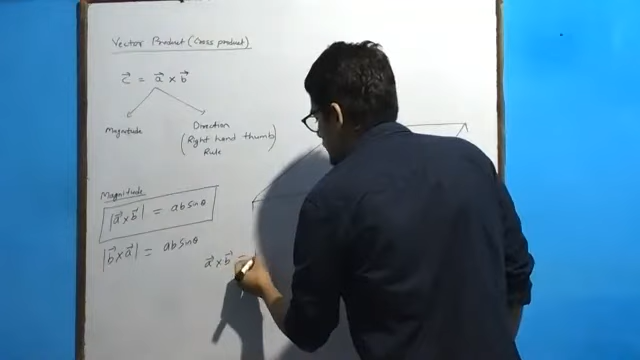 Vector Product (Cross product)
c⃗ = a⃗ × b⃗
Magnitude
Direction
(Right hand thumb Rule)
Magnitude
|a⃗ × b⃗| = ab sinθ
|b⃗ × a⃗| = ab sinθ
a⃗ × b⃗ =